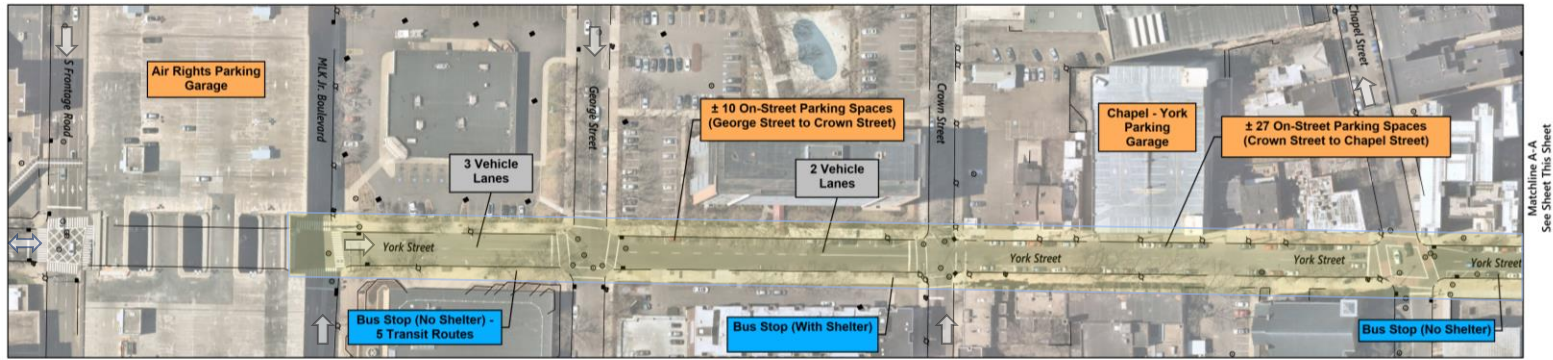 S Frontage Road
Air Rights Parking
Garage
MLK Jr. Boulevard
3 Vehicle
Lanes
York Street
Bus Stop (No Shelter) -
5 Transit Routes
George Street
± 10 On-Street Parking Spaces
(George Street to Crown Street)
2 Vehicle
Lanes
Bus Stop (With Shelter)
Crown Street
Chapel - York
Parking
Garage
± 27 On-Street Parking Spaces
(Crown Street to Chapel Street)
York Street
York Street
Chapel Street
York Street
Bus Stop (No Shelter)
Matchline A-A
See Sheet This Sheet